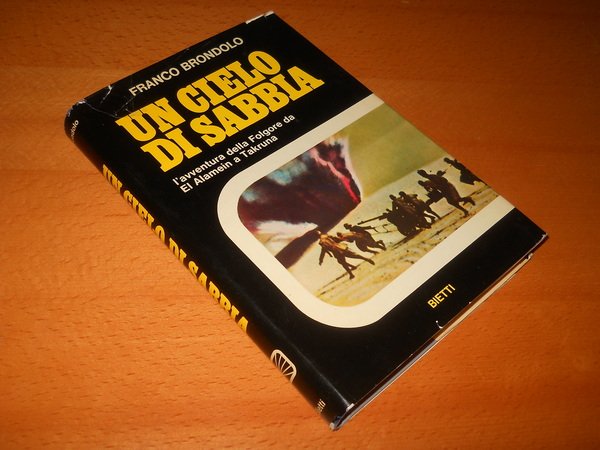 FRANCO BRONDOLO
UN CIELO
DI SABBIA
l'avventura della Folgore da
El Alamein a Takruna
BIETTI
UN CIELO DI SABBIA